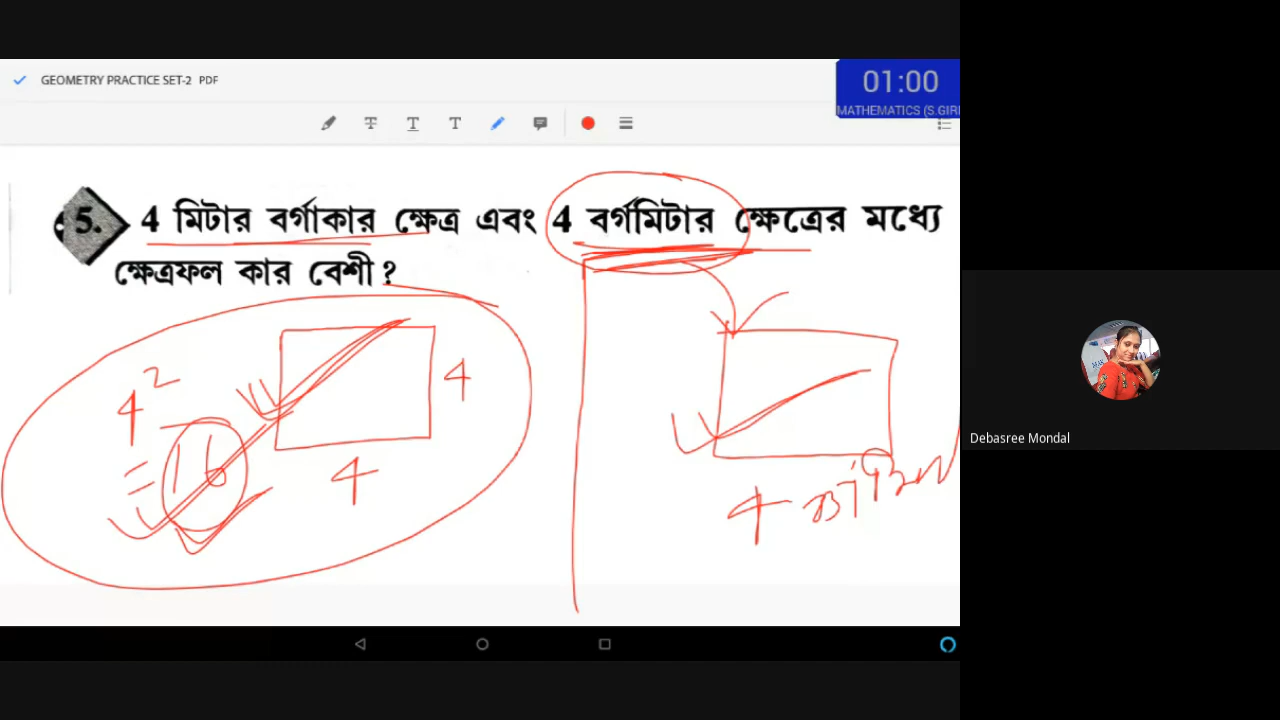 GEOMETRY PRACTICE SET-2 PDF
01:00
MATHEMATICS (S.GIRI
T T T
5. 4 মিটার বর্গাকার ক্ষেত্র এবং 4 বর্গমিটার ক্ষেত্রের মধ্যে
ক্ষেত্রফল কার বেশী ?
4²
= 16
4
4
4
Debasree Mondal